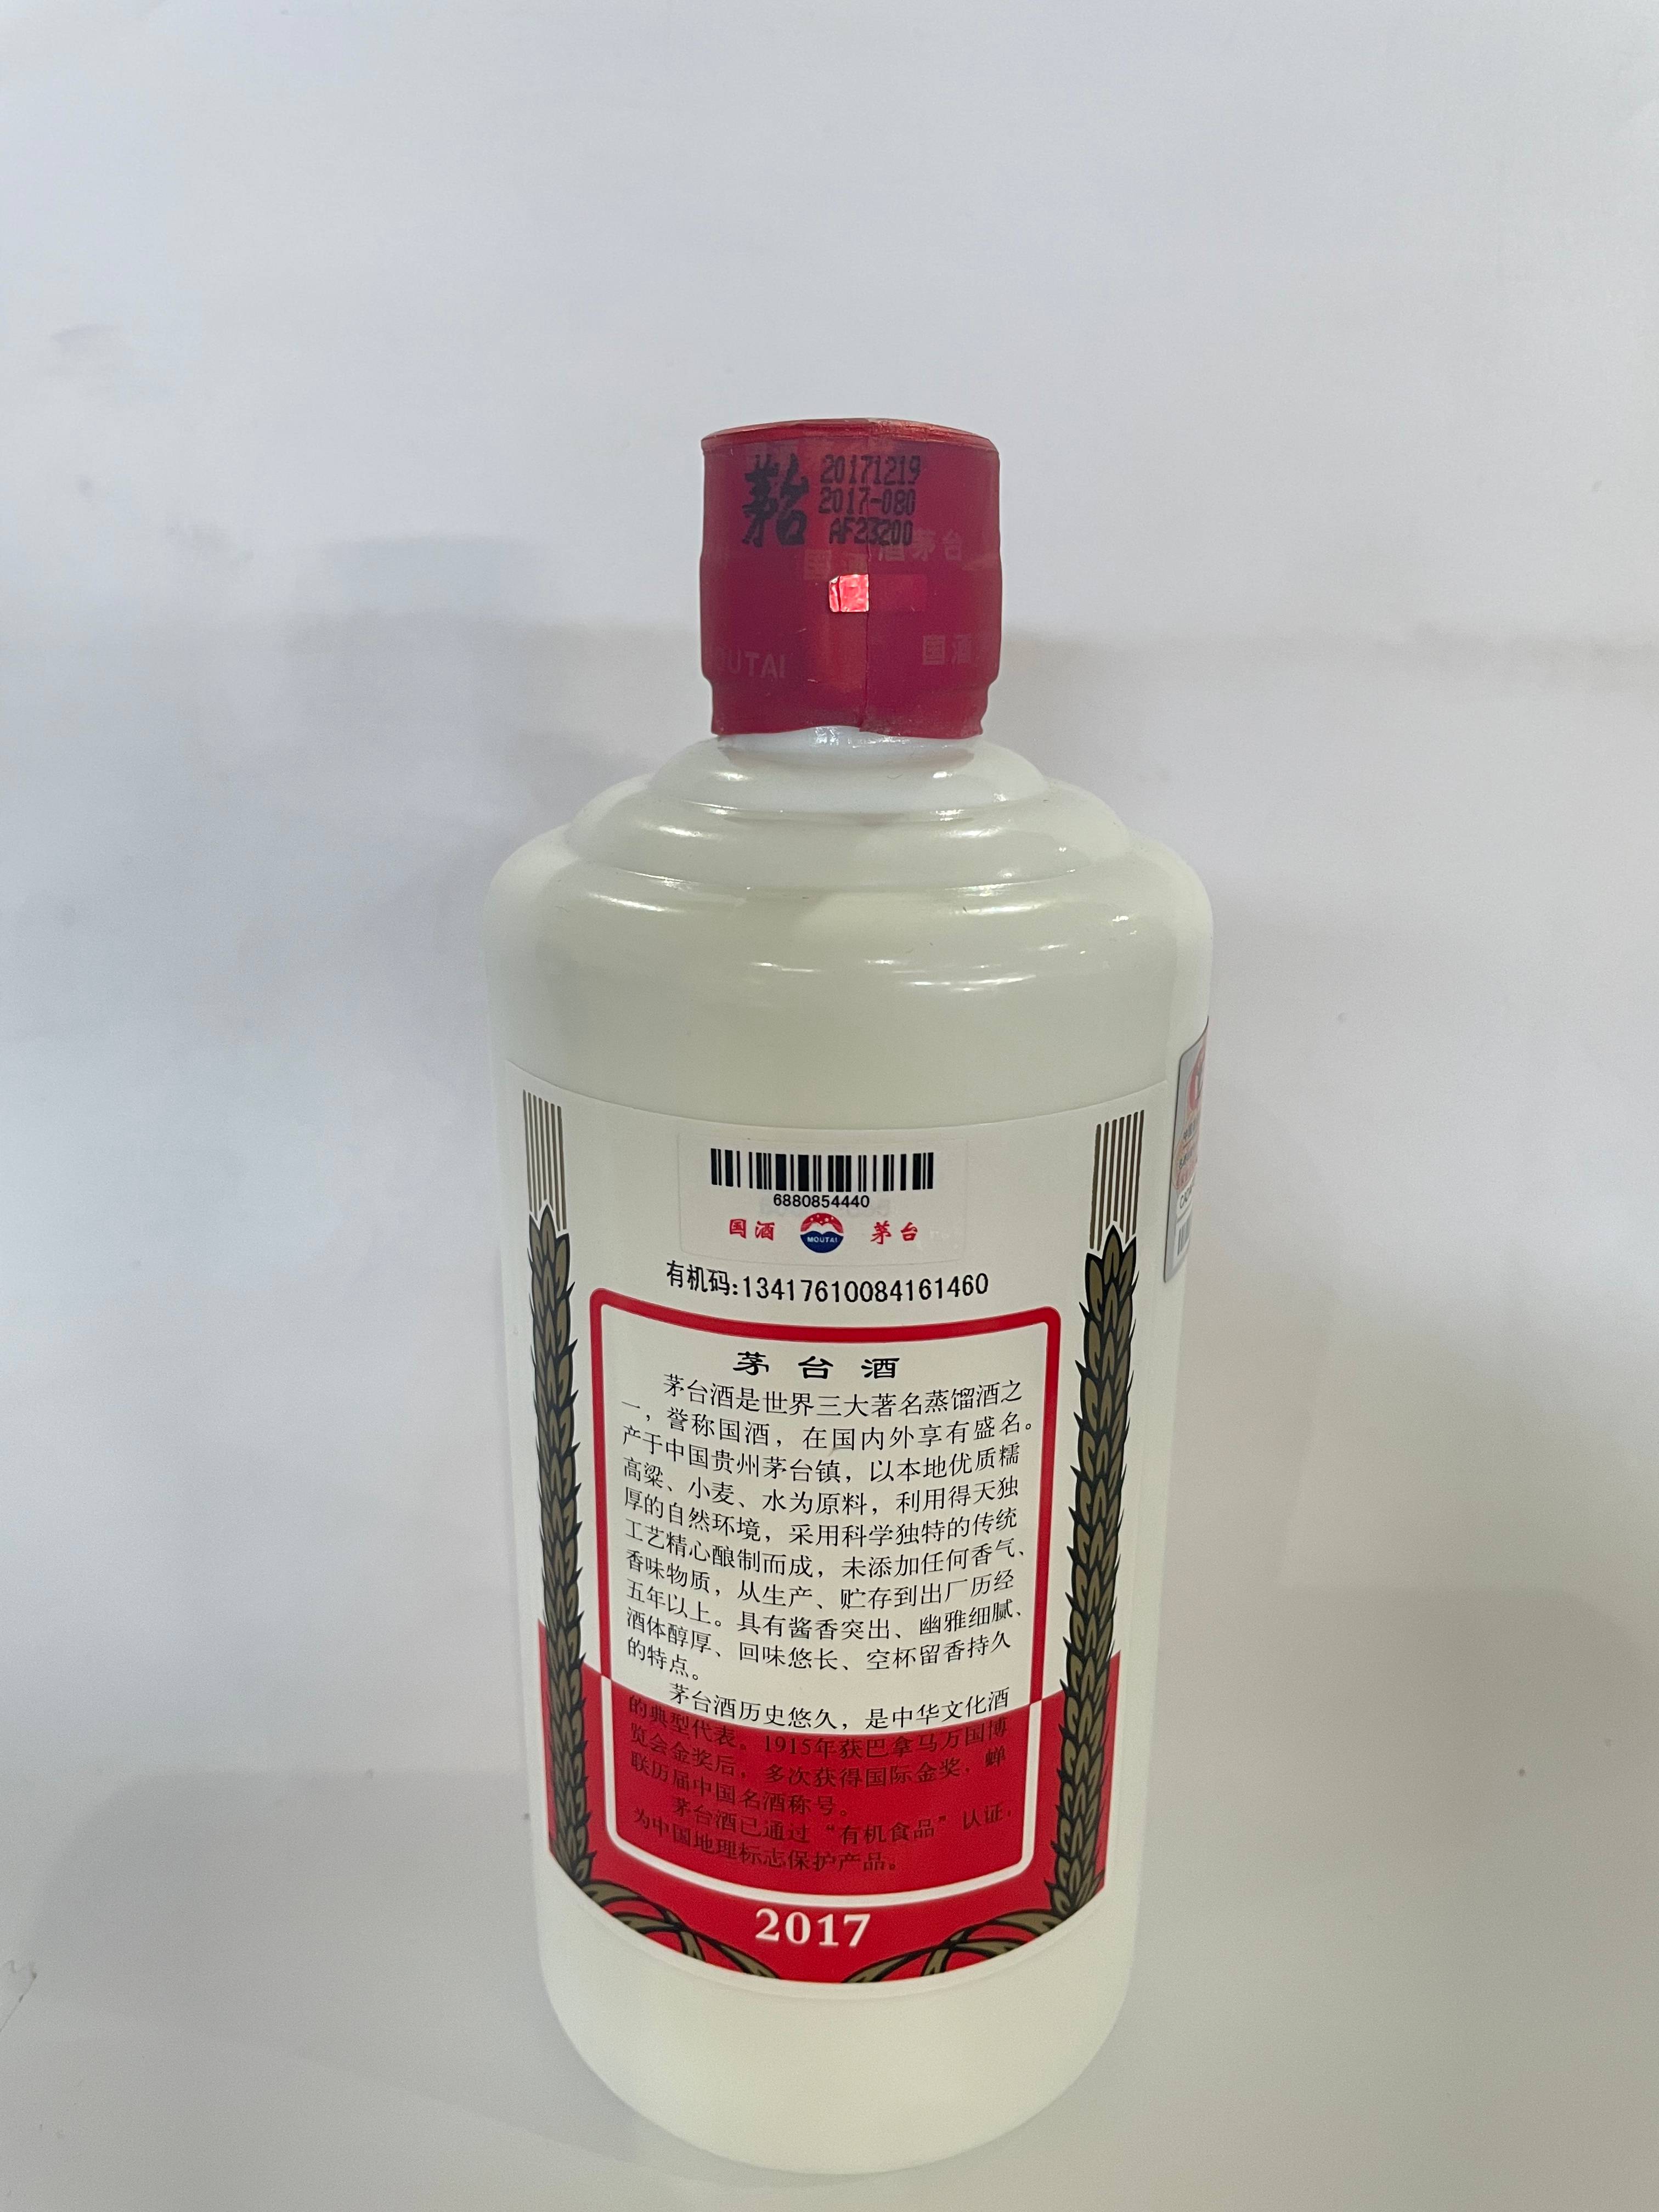 茅台 20171219
2017-080
AF23200
酒茅台
国酒
国酒
OUTAI
6880854440
国酒 MOUTAI 茅台
有机码:13417610084161460
茅台酒
茅台酒是世界三大著名蒸馏酒之
一，誉称国酒，在国内外享有盛名。
产于中国贵州茅台镇，以本地优质糯
高粱、小麦、水为原料，利用得天独
厚的自然环境，采用科学独特的传统
工艺精心酿制而成，未添加任何香气、
香味物质，从生产、贮存到出厂历经
五年以上。具有酱香突出、幽雅细腻、
酒体醇厚、回味悠长、空杯留香持久
的特点。
茅台酒历史悠久，是中华文化酒
的典型代表。1915年获巴拿马万国博
览会金奖后，多次获得国际金奖，蝉
联历届中国名酒称号。
茅台酒已通过“有机食品”认证，
为中国地理标志保护产品。
2017